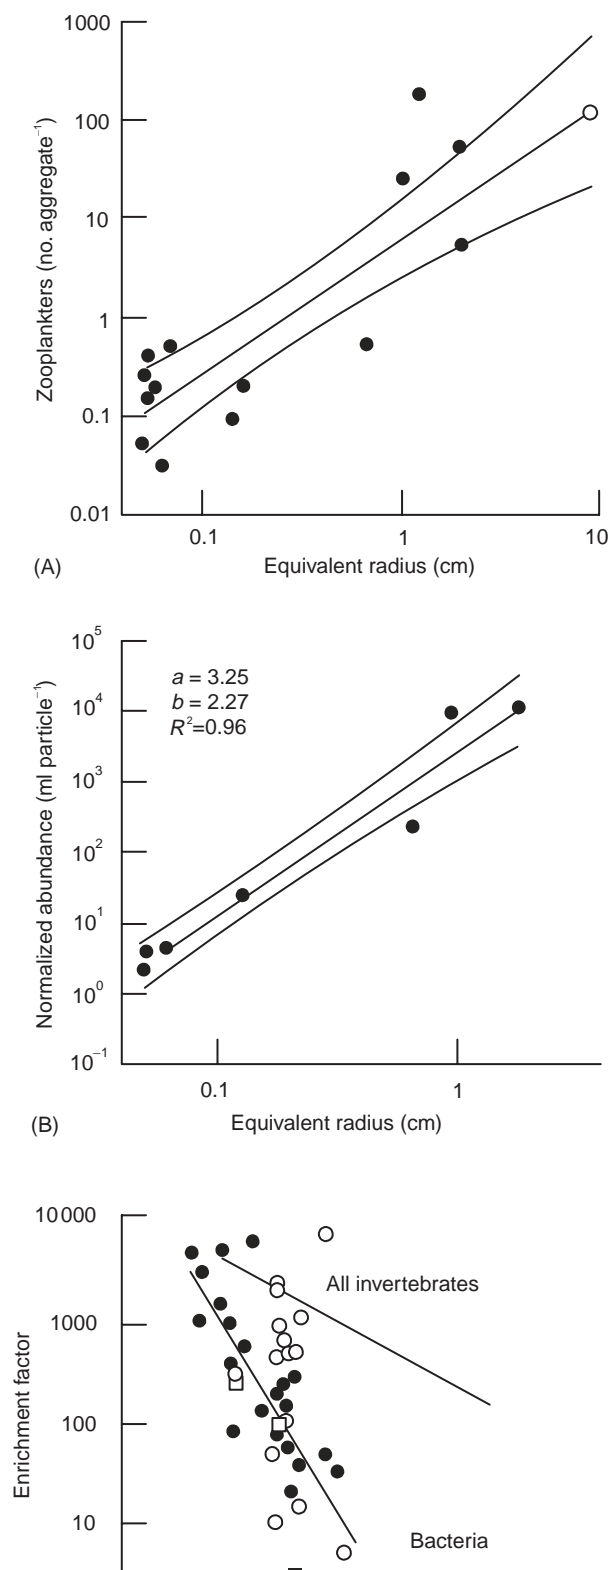 1000
100
10
1
0.1
0.01
Zooplankters (no. aggregate⁻¹)
0.1 1 10
Equivalent radius (cm)
(A)
10⁵
10⁴
10³
10²
10¹
10⁰
10⁻¹
Normalized abundance (ml particle⁻¹)
a = 3.25
b = 2.27
R²=0.96
0.1 1
Equivalent radius (cm)
(B)
10 000
1000
100
10
Enrichment factor
All invertebrates
Bacteria